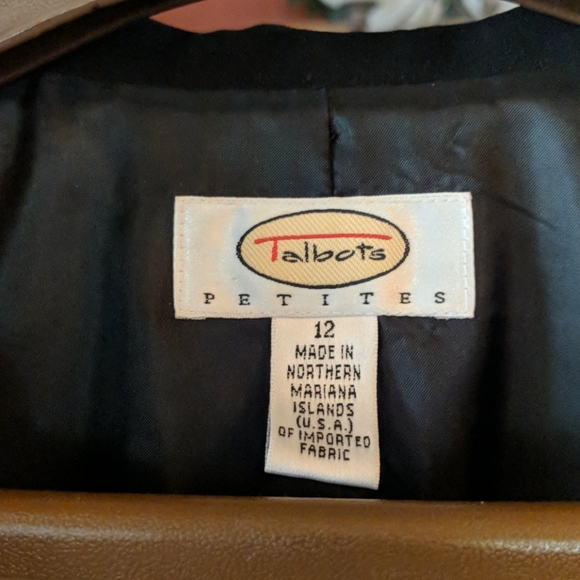 Talbots
PETITES
12
MADE IN
NORTHERN
MARIANA
ISLANDS
(U.S.A.)
OF IMPORTED
FABRIC